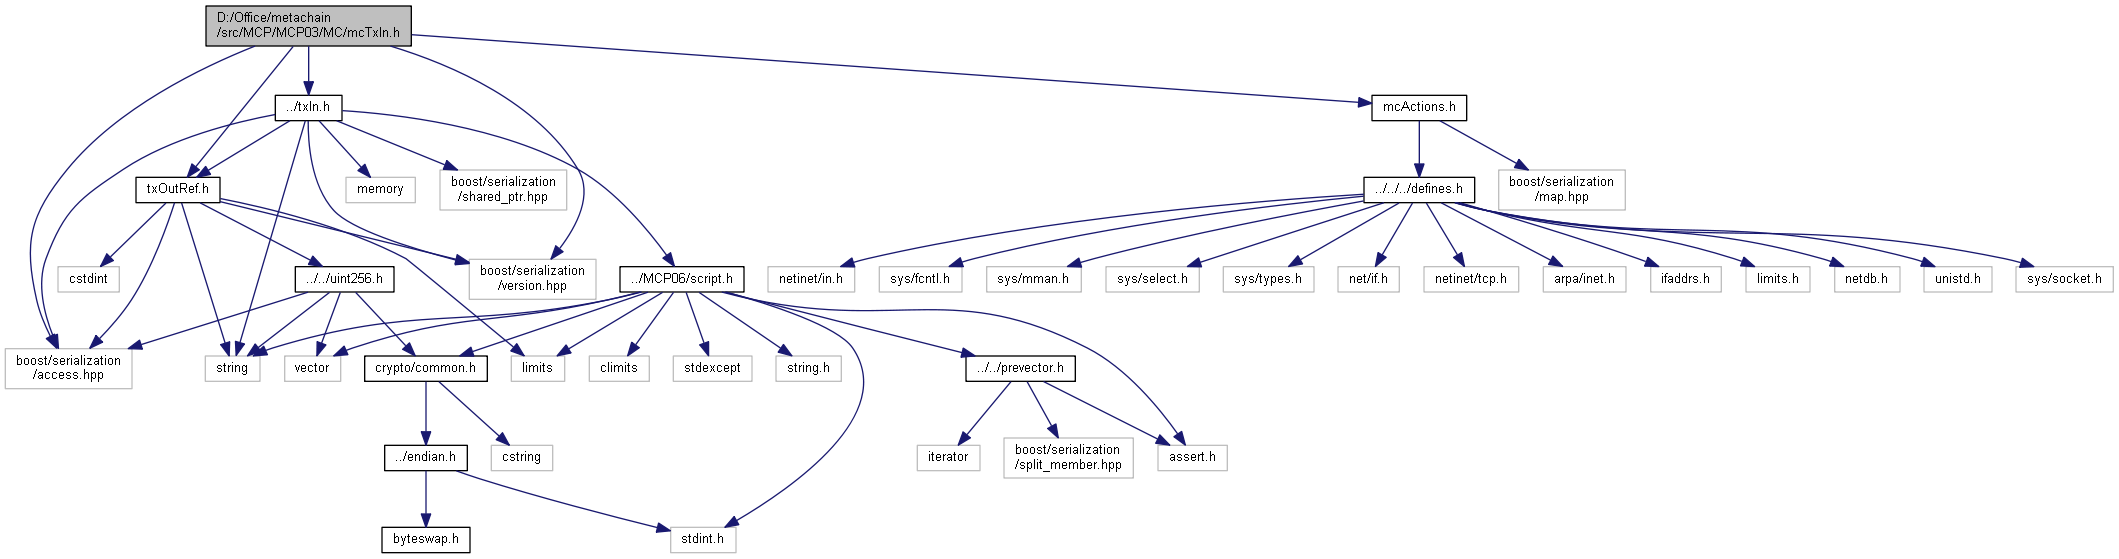 D:/Office/metachain
/src/MCP/MCP03/MC/mcTxIn.h
../txIn.h
mcActions.h
txOutRef.h
memory
boost/serialization
/shared_ptr.hpp
../../../defines.h
boost/serialization
/map.hpp
cstdint
../../uint256.h
boost/serialization
/version.hpp
../MCP06/script.h
netinet/in.h
sys/fcntl.h
sys/mman.h
sys/select.h
sys/types.h
net/if.h
netinet/tcp.h
arpa/inet.h
ifaddrs.h
limits.h
netdb.h
unistd.h
sys/socket.h
boost/serialization
/access.hpp
string
vector
crypto/common.h
limits
climits
stdexcept
string.h
../../prevector.h
../endian.h
cstring
iterator
boost/serialization
/split_member.hpp
assert.h
byteswap.h
stdint.h